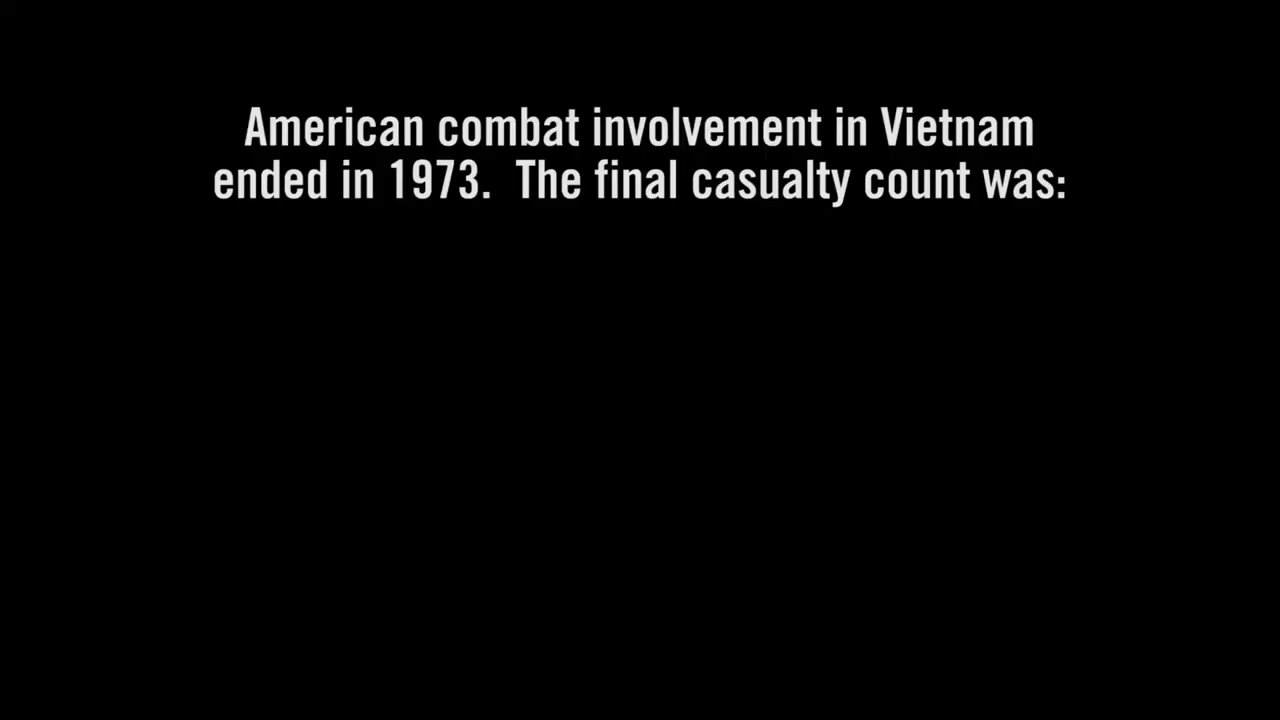 American combat involvement in Vietnam
ended in 1973.  The final casualty count was: